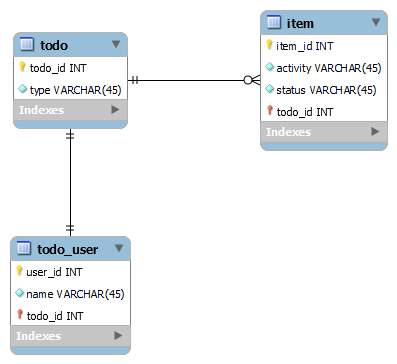 todo
todo_id INT
type VARCHAR(45)
Indexes
item
item_id INT
activity VARCHAR(45)
status VARCHAR(45)
todo_id INT
Indexes
todo_user
user_id INT
name VARCHAR(45)
todo_id INT
Indexes